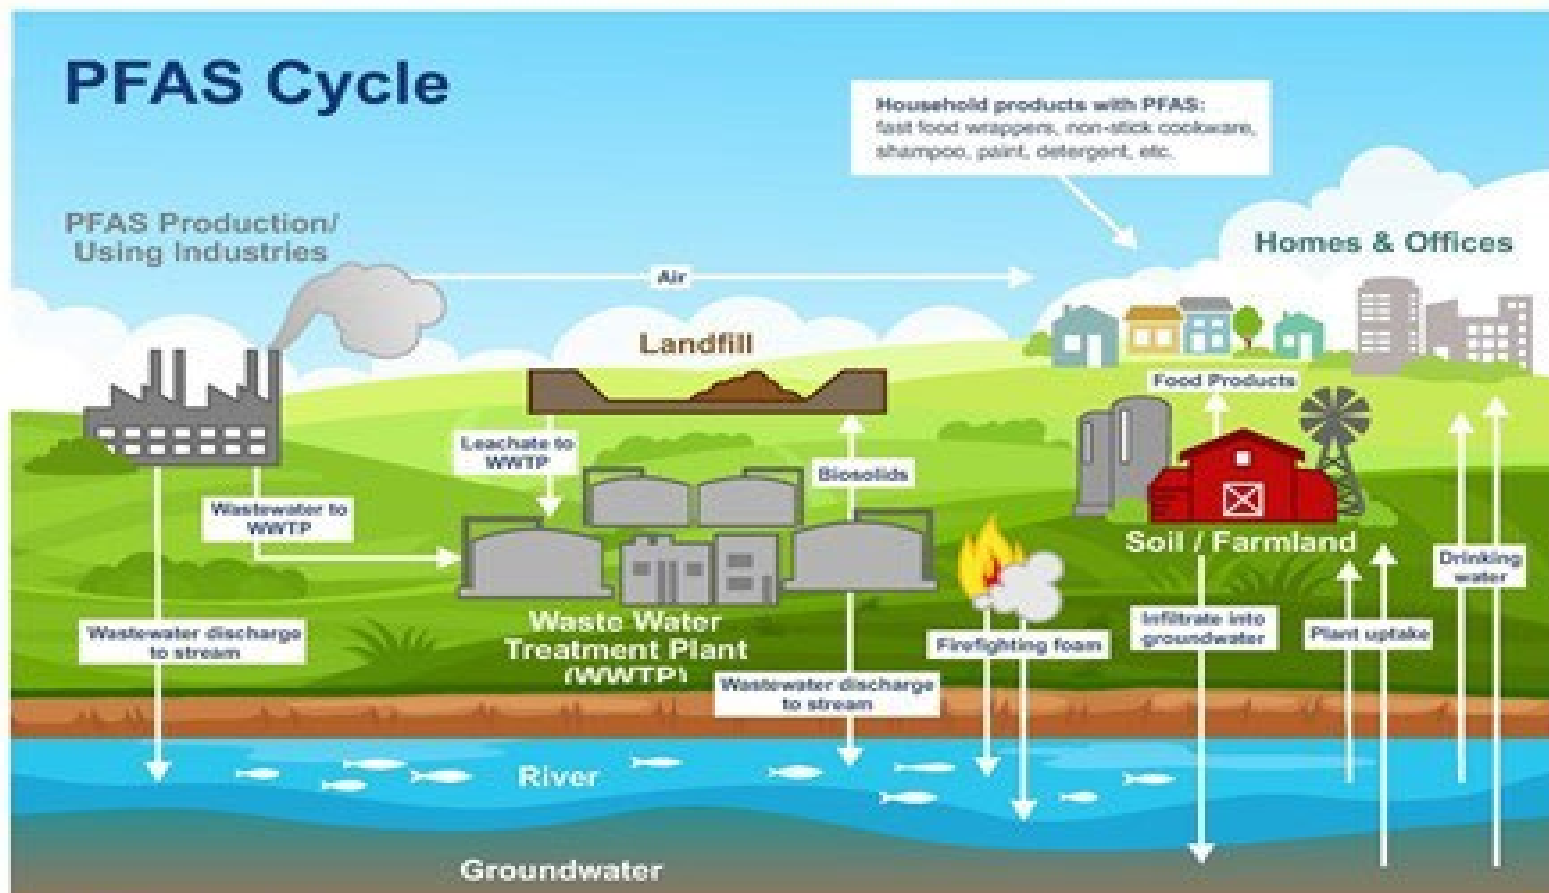 PFAS Cycle
Household products with PFAS:
fast food wrappers, non-stick cookware,
shampoo, paint, detergent, etc.
PFAS Production/
Using Industries
Homes & Offices
Air
Landfill
Food Products
Leachate to
WWTP
Biosolids
Wastewater to
WWTP
Soil / Farmland
Drinking
water
Waste Water
Treatment Plant
(WWTP)
Firefighting foam
Infiltrate into
groundwater
Plant uptake
Wastewater discharge
to stream
Wastewater discharge
to stream
River
Groundwater